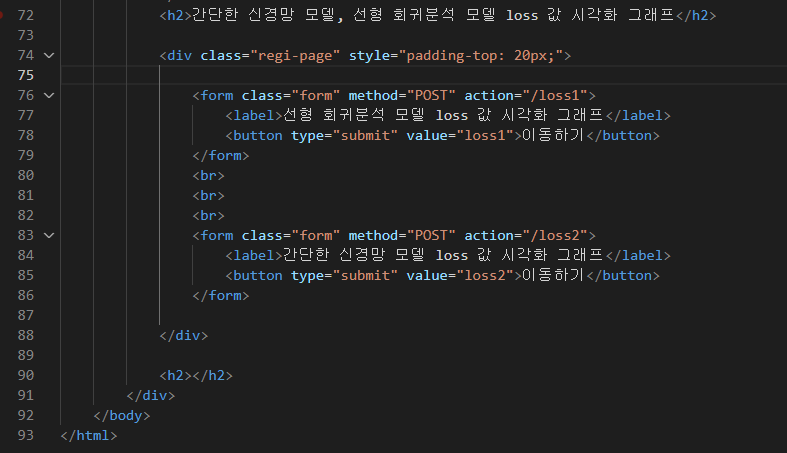 72 <h2>간단한 신경망 모델, 선형 회귀분석 모델 loss 값 시각화 그래프</h2>
73
74 <div class="regi-page" style="padding-top: 20px;">
75
76 <form class="form" method="POST" action="/loss1">
77 <label>선형 회귀분석 모델 loss 값 시각화 그래프</label>
78 <button type="submit" value="loss1">이동하기</button>
79 </form>
80 <br>
81 <br>
82 <br>
83 <form class="form" method="POST" action="/loss2">
84 <label>간단한 신경망 모델 loss 값 시각화 그래프</label>
85 <button type="submit" value="loss2">이동하기</button>
86 </form>
87
88 </div>
89
90 <h2></h2>
91 </div>
92 </body>
93 </html>